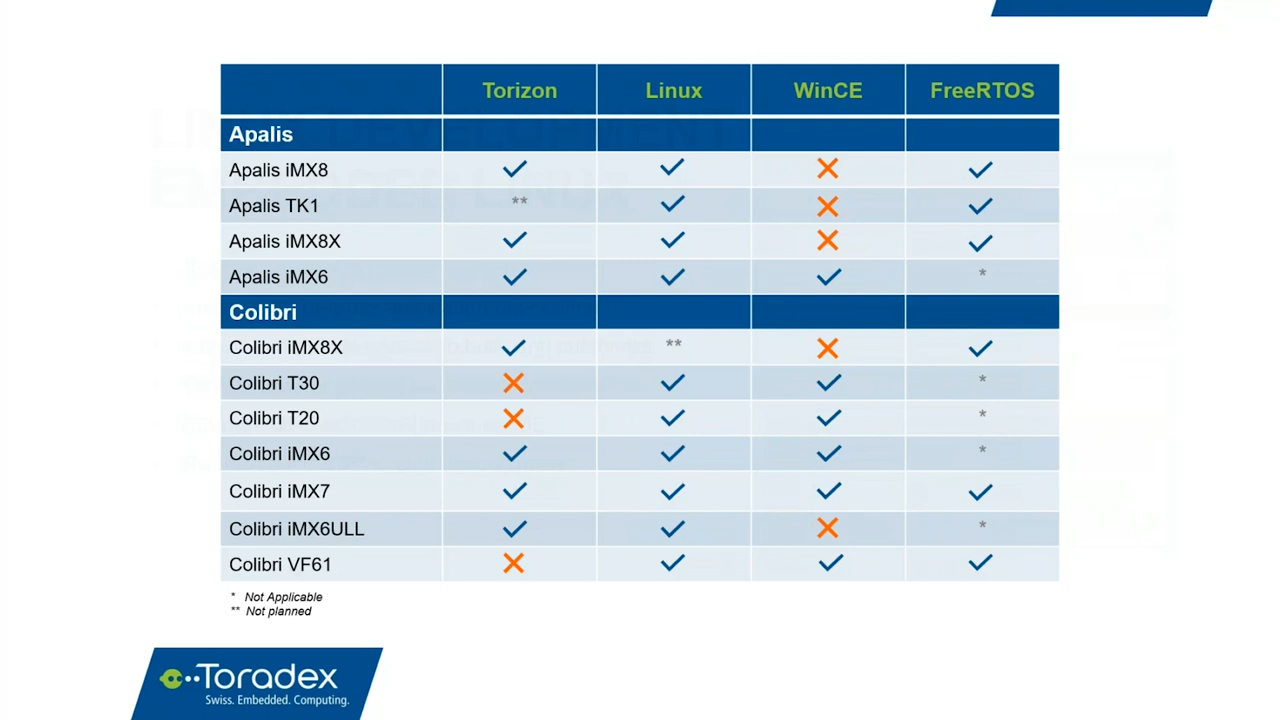 Torizon Linux WinCE FreeRTOS
Apalis
Apalis iMX8 ✓ ✓ ✕ ✓
Apalis TK1 ** ✓ ✕ ✓
Apalis iMX8X ✓ ✓ ✕ ✓
Apalis iMX6 ✓ ✓ ✓ *
Colibri
Colibri iMX8X ✓ ** ✕ ✓
Colibri T30 ✕ ✓ ✓ *
Colibri T20 ✕ ✓ ✓ *
Colibri iMX6 ✓ ✓ ✓ *
Colibri iMX7 ✓ ✓ ✓ ✓
Colibri iMX6ULL ✓ ✓ ✕ *
Colibri VF61 ✕ ✓ ✓ ✓
* Not Applicable
** Not planned
Toradex
Swiss. Embedded. Computing.